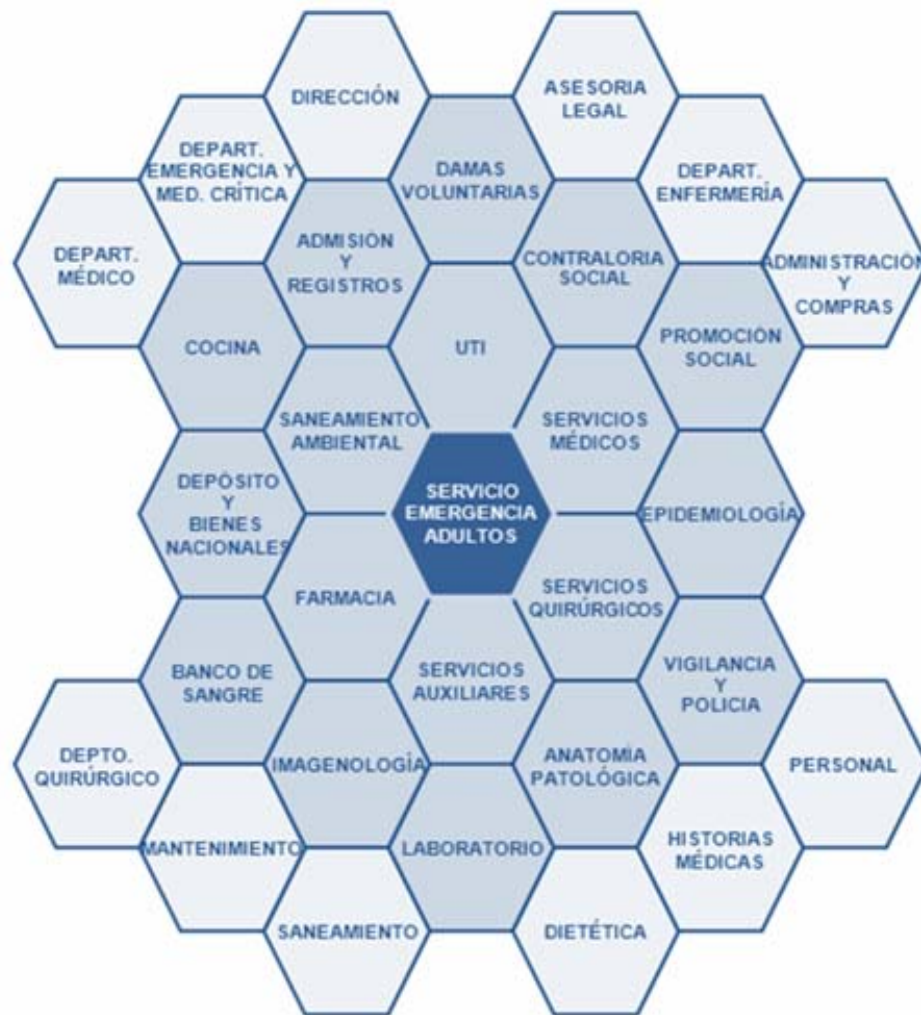 DIRECCIÓN
ASESORIA
LEGAL
DEPART.
EMERGENCIA Y
MED. CRÍTICA
DAMAS
VOLUNTARIAS
DEPART.
ENFERMERÍA
DEPART.
MÉDICO
ADMISIÓN
Y
REGISTROS
CONTRALORIA
SOCIAL
ADMINISTRACIÓN
Y
COMPRAS
COCINA
UTI
PROMOCIÓN
SOCIAL
SANEAMIENTO
AMBIENTAL
SERVICIOS
MÉDICOS
DEPÓSITO
Y
BIENES
NACIONALES
SERVICIO
EMERGENCIA
ADULTOS
EPIDEMIOLOGÍA
FARMACIA
SERVICIOS
QUIRÚRGICOS
BANCO DE
SANGRE
SERVICIOS
AUXILIARES
VIGILANCIA
Y
POLICIA
DEPTO.
QUIRÚRGICO
IMAGENOLOGÍA
ANATOMÍA
PATOLÓGICA
PERSONAL
MANTENIMIENTO
LABORATORIO
HISTORIAS
MÉDICAS
SANEAMIENTO
DIETÉTICA